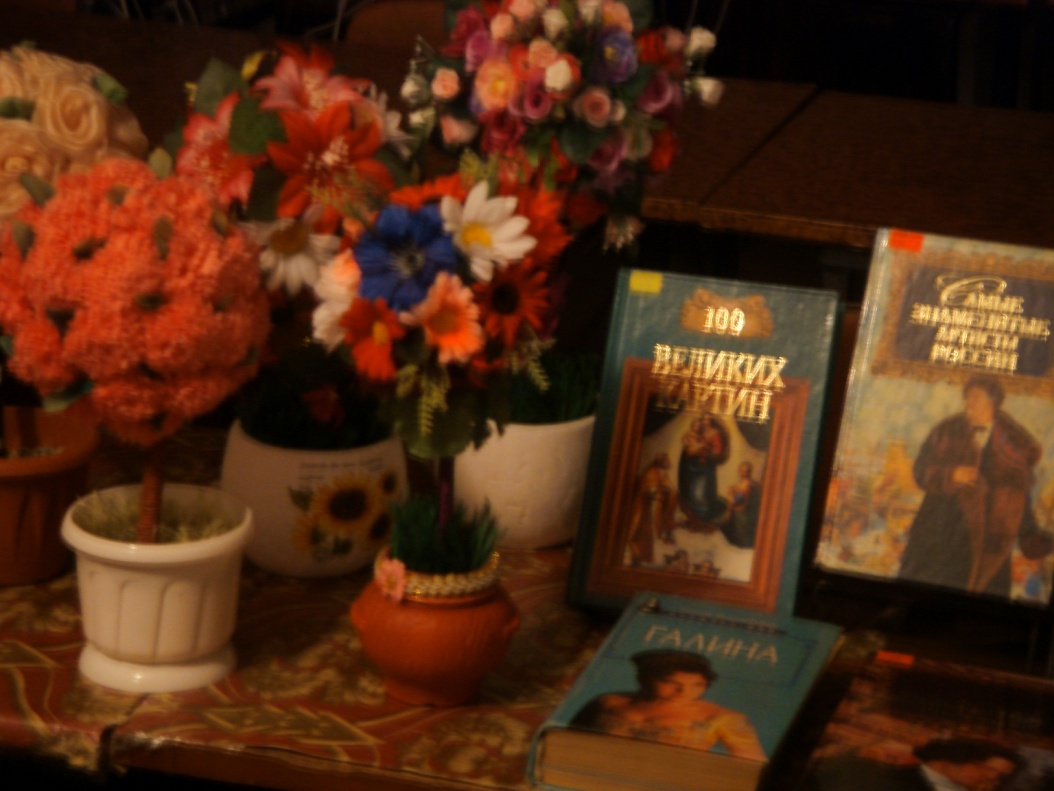 100
ВЕЛИКИХ
КАРТИН
САМЫЕ
ЗНАМЕНИТЫЕ
АРТИСТЫ
РОССИИ
ГАЛИНА